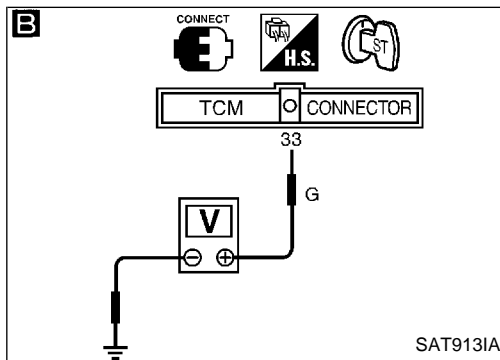 B
CONNECT
H.S.
ST
TCM CONNECTOR
33
G
V
SAT913IA